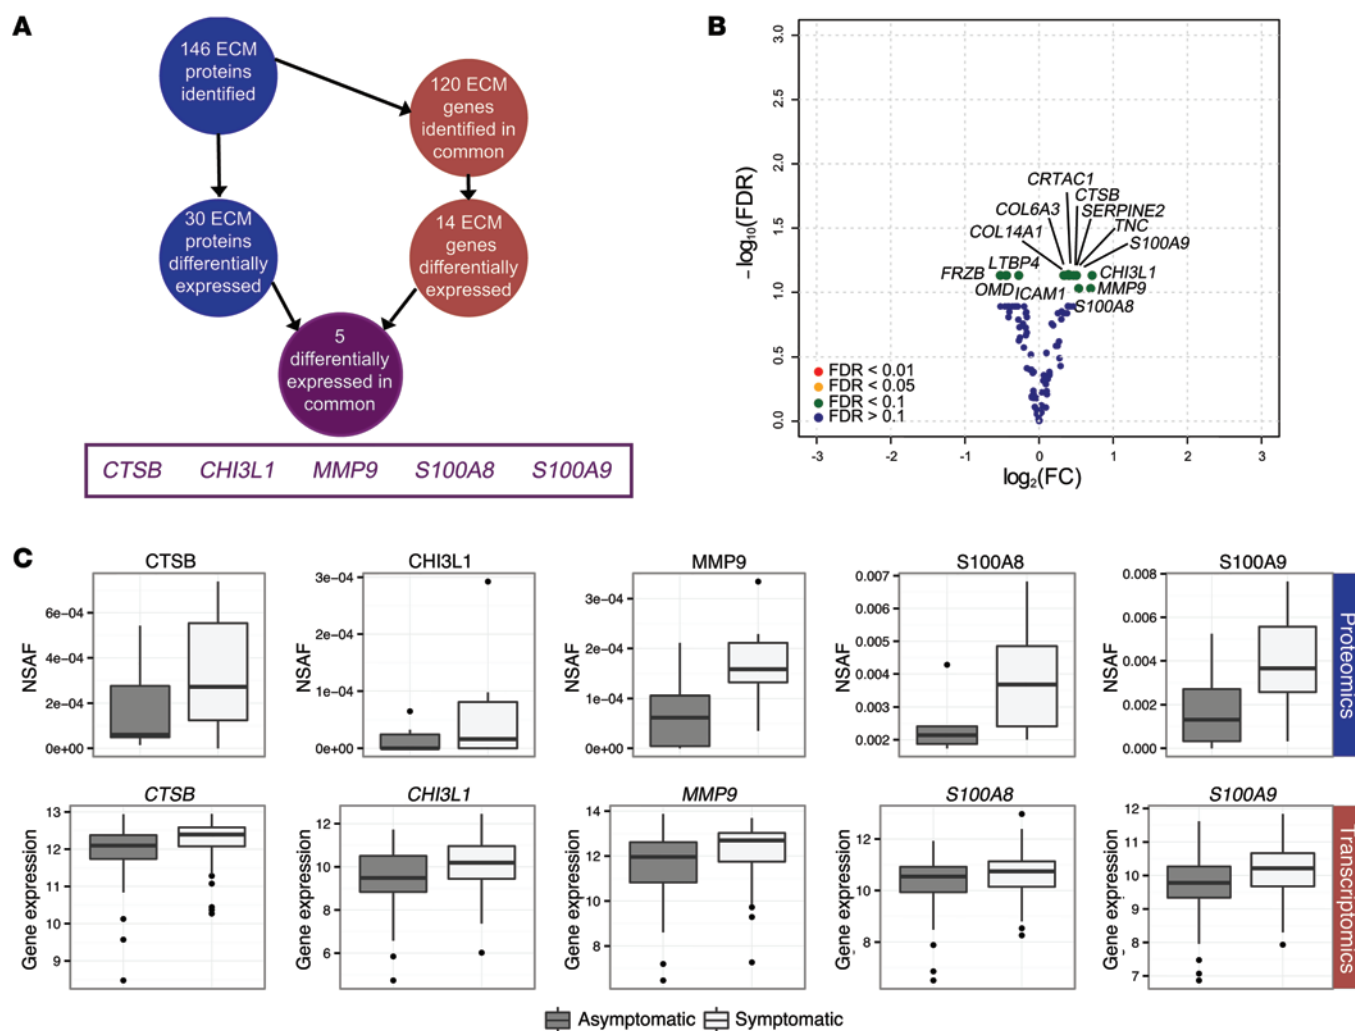 A
146 ECM
proteins
identified
120 ECM
genes
identified in
common
30 ECM
proteins
differentially
expressed
14 ECM
genes
differentially
expressed
5
differentially
expressed in
common
CTSB CHI3L1 MMP9 S100A8 S100A9
B
3.0
2.5
2.0
1.5
1.0
0.5
0.0
−log10(FDR)
CRTAC1
CTSB
COL6A3 SERPINE2
COL14A1 TNC
S100A9
LTBP4
FRZB CHI3L1
OMD ICAM1 MMP9
S100A8
FDR < 0.01
FDR < 0.05
FDR < 0.1
FDR > 0.1
-3 -2 -1 0 1 2 3
log2(FC)
C
CTSB CHI3L1 MMP9 S100A8 S100A9
NSAF
6e−04
4e−04
2e−04
0e+00
NSAF
3e−04
2e−04
1e−04
0e+00
NSAF
3e−04
2e−04
1e−04
0e+00
NSAF
0.007
0.006
0.005
0.004
0.003
0.002
NSAF
0.008
0.006
0.004
0.002
0.000
Proteomics
CTSB CHI3L1 MMP9 S100A8 S100A9
Gene expression
13
12
11
10
9
Gene expression
12
10
8
6
Gene expression
14
12
10
8
Gene expression
12
10
8
Gene expression
12
11
10
9
8
7
Transcriptomics
Asymptomatic Symptomatic